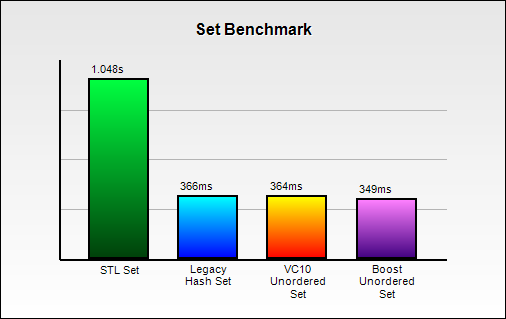 Set Benchmark
1.048s
366ms
364ms
349ms
STL Set
Legacy
Hash Set
VC10
Unordered
Set
Boost
Unordered
Set